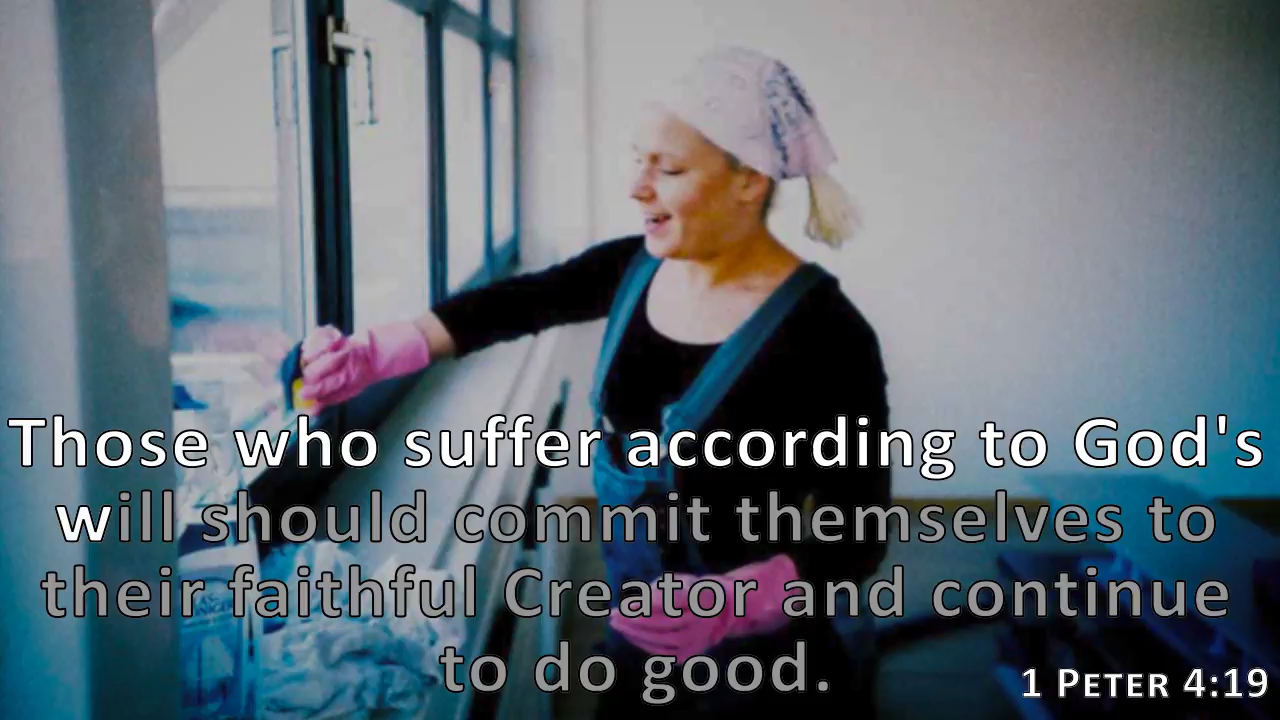 Those who suffer according to God's
will should commit themselves to
their faithful Creator and continue
to do good.
1 Peter 4:19